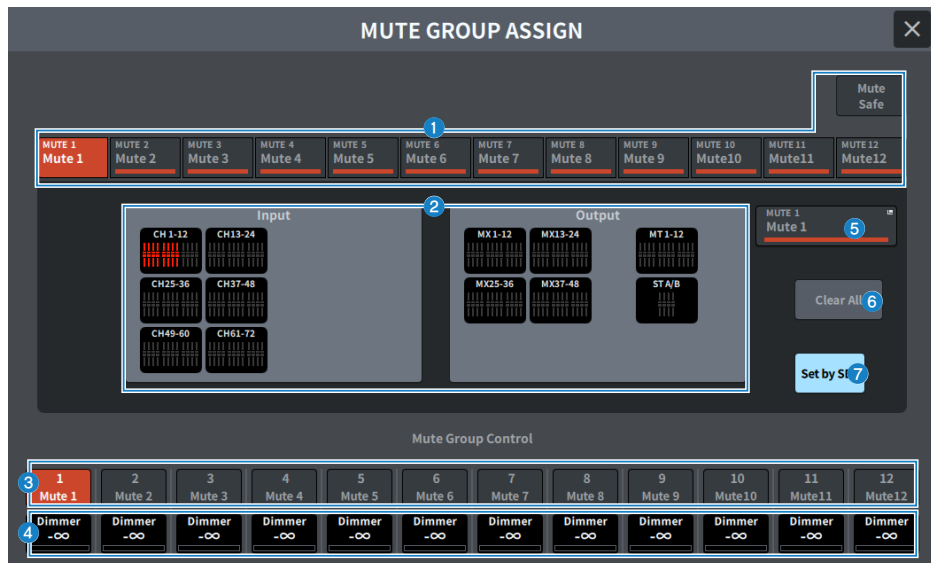 MUTE GROUP ASSIGN
Mute
Safe
1
MUTE 1 MUTE 2 MUTE 3 MUTE 4 MUTE 5 MUTE 6 MUTE 7 MUTE 8 MUTE 9 MUTE 10 MUTE 11 MUTE 12
Mute 1 Mute 2 Mute 3 Mute 4 Mute 5 Mute 6 Mute 7 Mute 8 Mute 9 Mute10 Mute11 Mute12
2
Input Output
MUTE 1
Mute 1 5
CH 1-12 CH13-24 MX 1-12 MX13-24 MT 1-12
CH25-36 CH37-48 MX25-36 MX37-48 ST A/B
Clear All 6
CH49-60 CH61-72
Set by 7
Mute Group Control
3
1 2 3 4 5 6 7 8 9 10 11 12
Mute 1 Mute 2 Mute 3 Mute 4 Mute 5 Mute 6 Mute 7 Mute 8 Mute 9 Mute10 Mute11 Mute12
4
Dimmer Dimmer Dimmer Dimmer Dimmer Dimmer Dimmer Dimmer Dimmer Dimmer Dimmer Dimmer
-∞ -∞ -∞ -∞ -∞ -∞ -∞ -∞ -∞ -∞ -∞ -∞